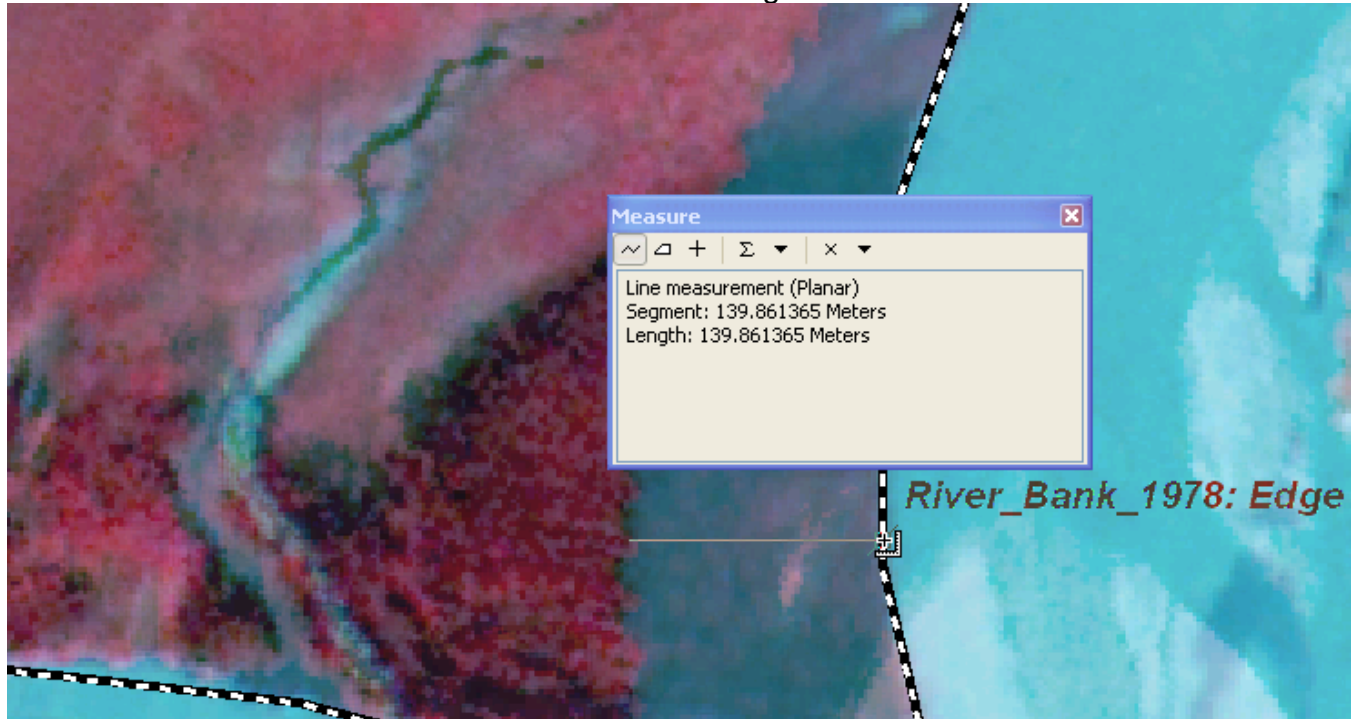 Measure
Line measurement (Planar)
Segment: 139.861365 Meters
Length: 139.861365 Meters
River_Bank_1978: Edge